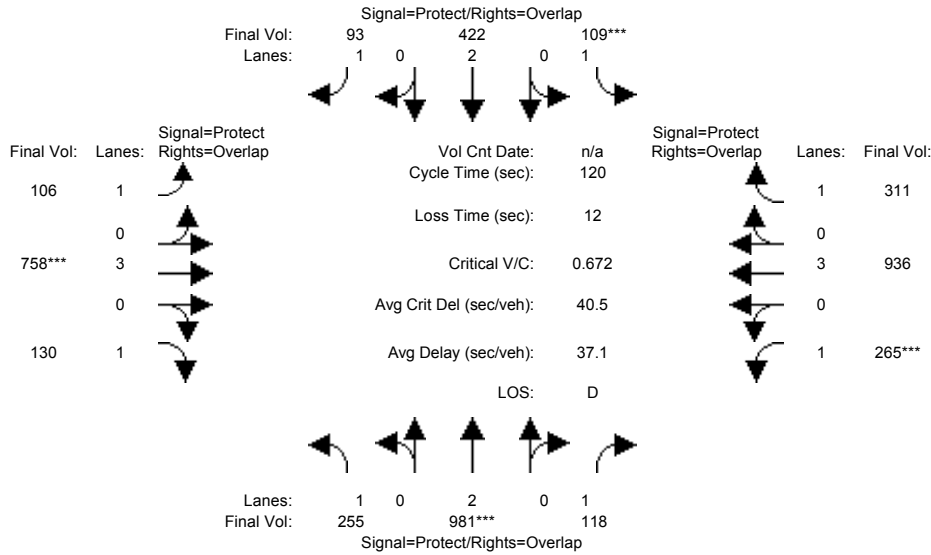 Signal=Protect/Rights=Overlap
Final Vol: 93 422 109***
Lanes: 1 0 2 0 1
Signal=Protect Signal=Protect
Final Vol: Lanes: Rights=Overlap Vol Cnt Date: n/a Rights=Overlap Lanes: Final Vol:
Cycle Time (sec): 120
106 1 1 311
Loss Time (sec): 12
0 0
758*** 3 Critical V/C: 0.672 3 936
0 Avg Crit Del (sec/veh): 40.5 0
130 1 Avg Delay (sec/veh): 37.1 1 265***
LOS: D
Lanes: 1 0 2 0 1
Final Vol: 255 981*** 118
Signal=Protect/Rights=Overlap